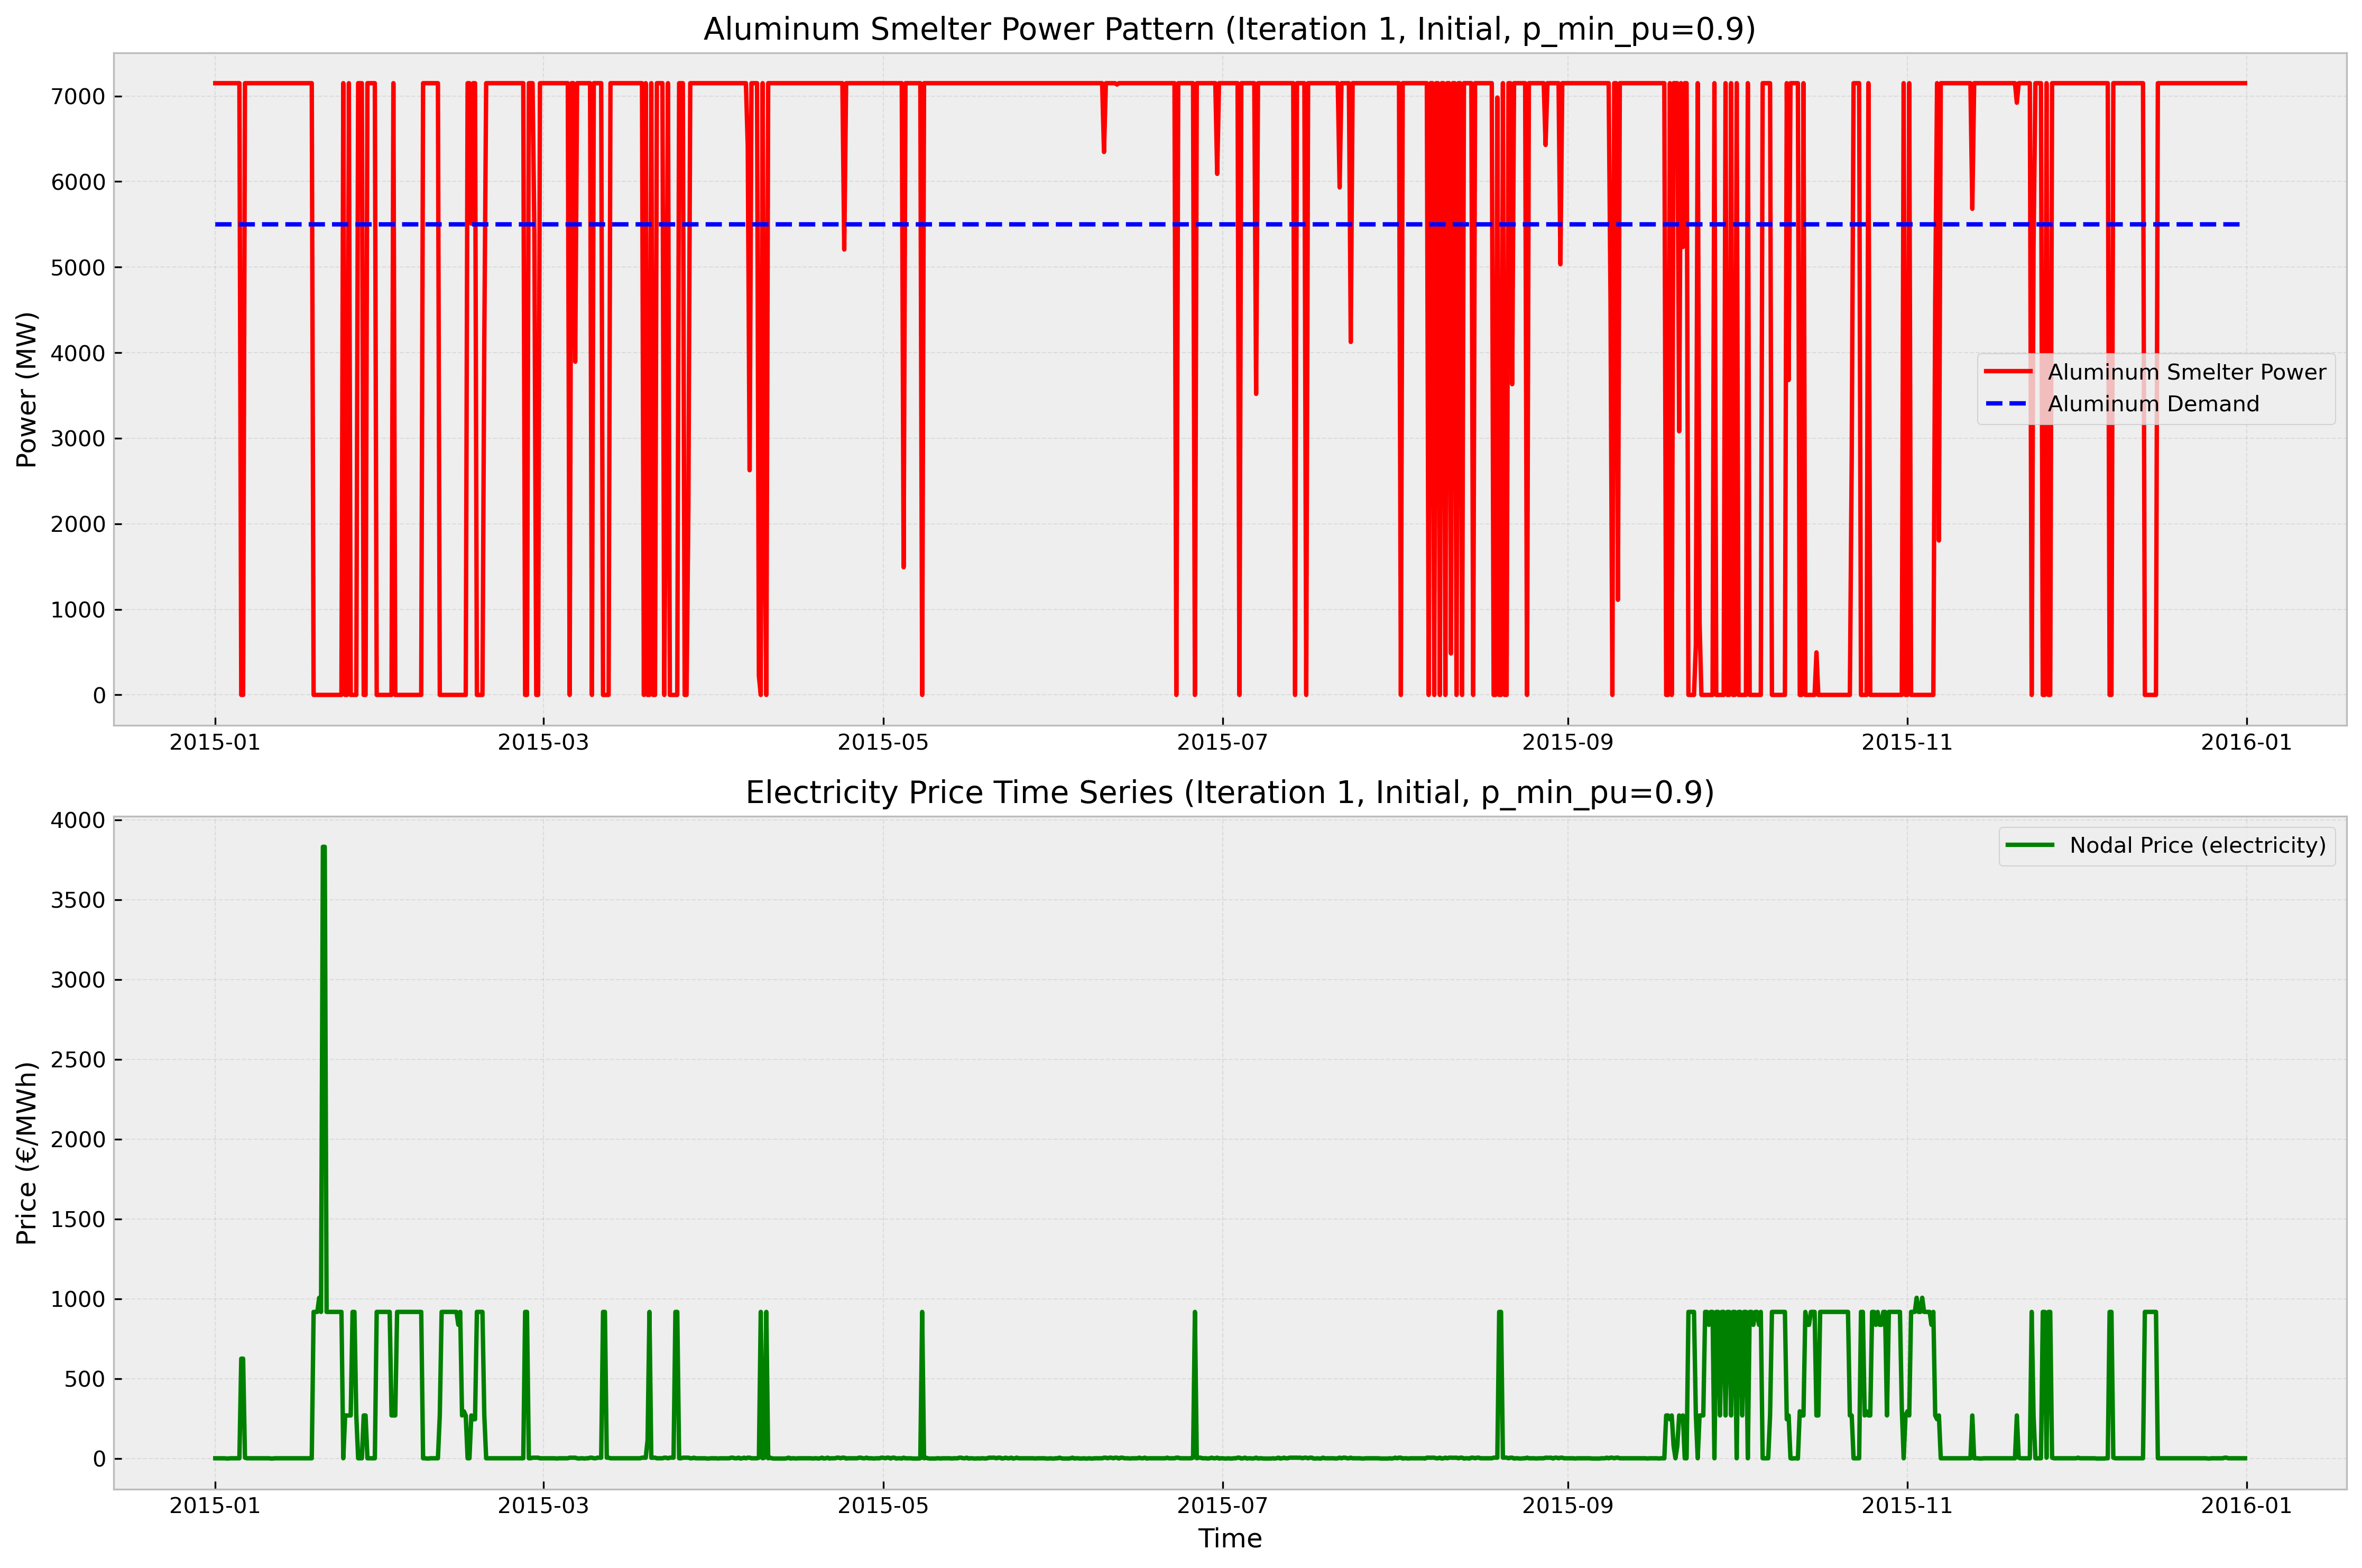 Aluminum Smelter Power Pattern (Iteration 1, Initial, p_min_pu=0.9)
Power (MW)
7000
6000
5000
4000
3000
2000
1000
0
Aluminum Smelter Power
Aluminum Demand
2015-01 2015-03 2015-05 2015-07 2015-09 2015-11 2016-01
Electricity Price Time Series (Iteration 1, Initial, p_min_pu=0.9)
Price (€/MWh)
4000
3500
3000
2500
2000
1500
1000
500
0
Nodal Price (electricity)
2015-01 2015-03 2015-05 2015-07 2015-09 2015-11 2016-01
Time